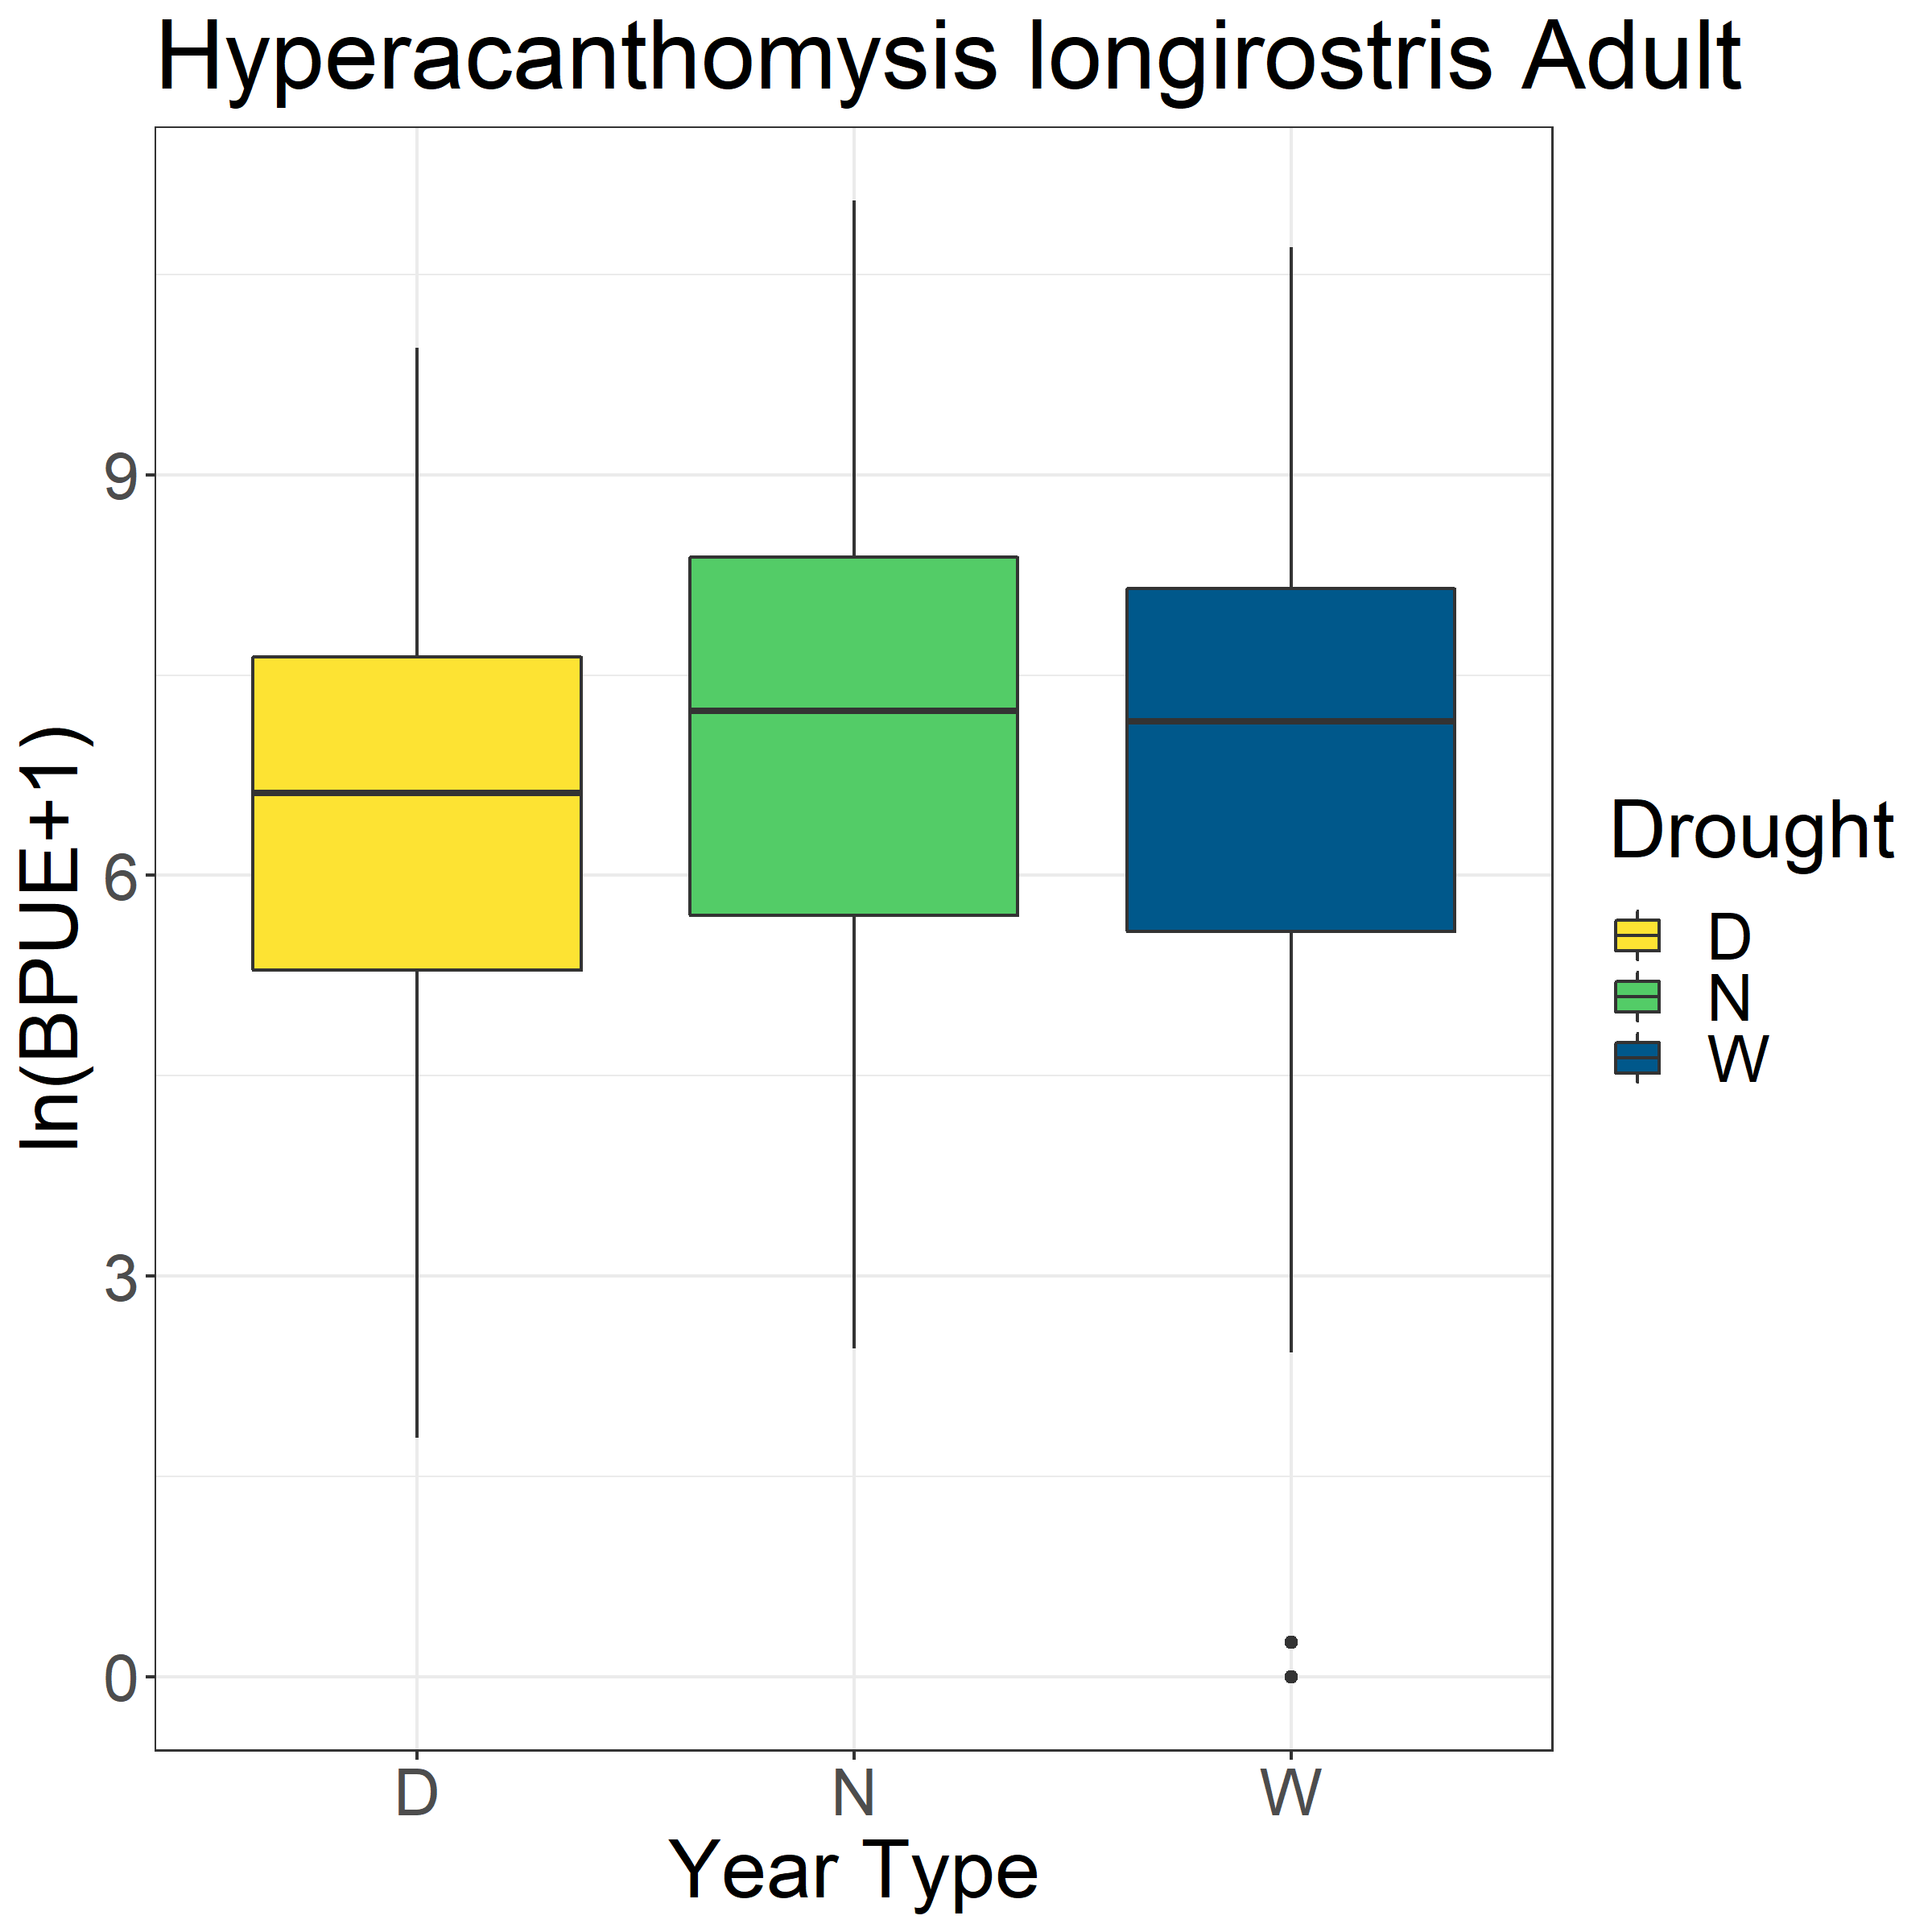 Hyperacanthomysis longirostris Adult
ln(BPUE+1)
9
6
3
0
D
N
W
Year Type
Drought
D
N
W